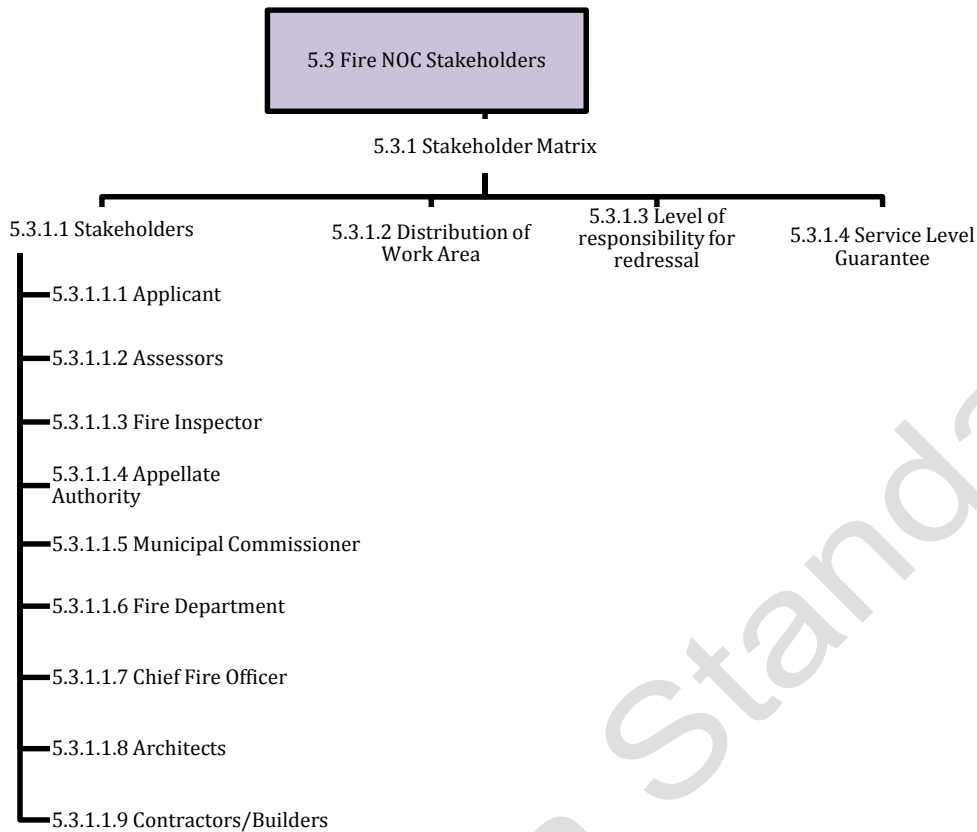 5.3 Fire NOC Stakeholders
5.3.1 Stakeholder Matrix
5.3.1.1 Stakeholders
5.3.1.2 Distribution of
Work Area
5.3.1.3 Level of
responsibility for
redressal
5.3.1.4 Service Level
Guarantee
5.3.1.1.1 Applicant
5.3.1.1.2 Assessors
5.3.1.1.3 Fire Inspector
5.3.1.1.4 Appellate
Authority
5.3.1.1.5 Municipal Commissioner
5.3.1.1.6 Fire Department
5.3.1.1.7 Chief Fire Officer
5.3.1.1.8 Architects
5.3.1.1.9 Contractors/Builders